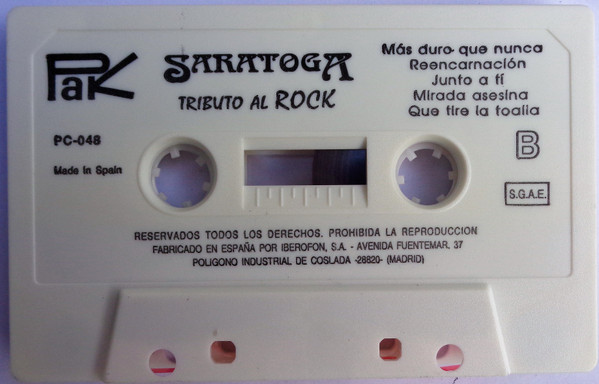 PaK
SARATOGA
TRIBUTO AL ROCK
Más duro que nunca
Reencarnación
Junto a tí
Mirada asesina
Que tire la toalla
PC-048
Made in Spain
B
S.G.A.E.
RESERVADOS TODOS LOS DERECHOS. PROHIBIDA LA REPRODUCCION
FABRICADO EN ESPAÑA POR IBEROFON, S.A. - AVENIDA FUENTEMAR, 37
POLIGONO INDUSTRIAL DE COSLADA -28820- (MADRID)